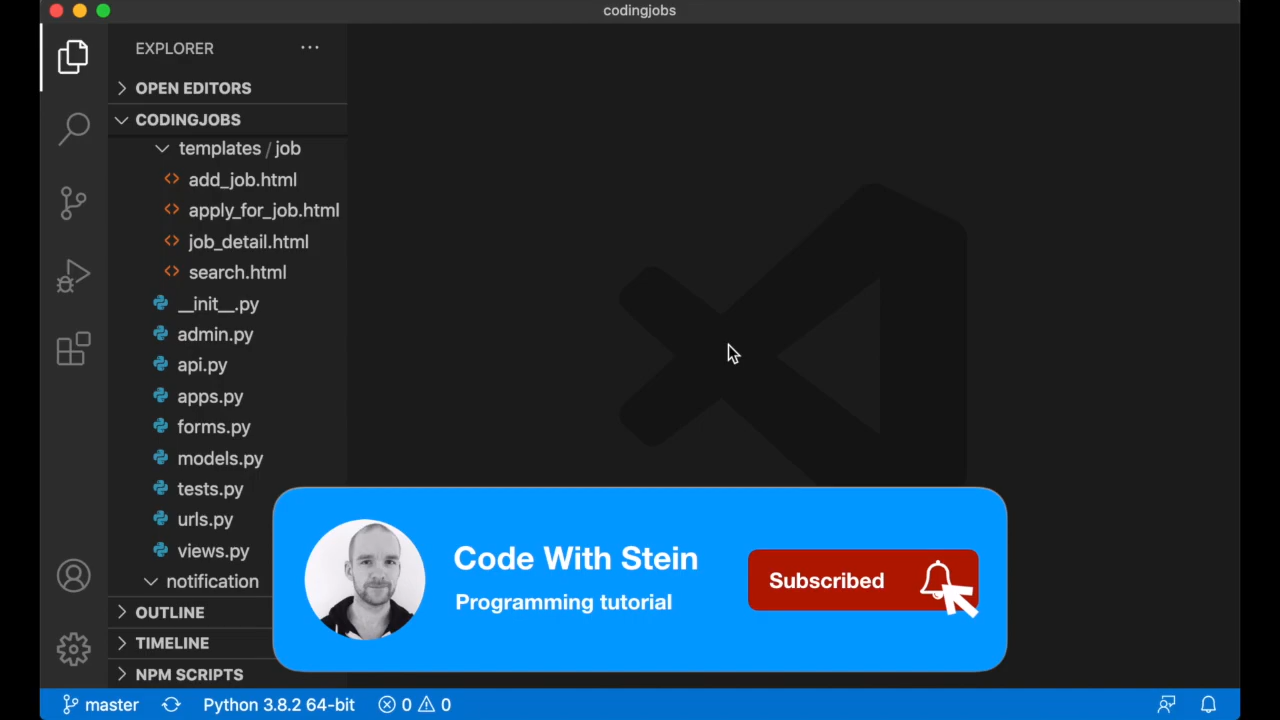 codingjobs
EXPLORER
OPEN EDITORS
CODINGJOBS
templates / job
add_job.html
apply_for_job.html
job_detail.html
search.html
__init__.py
admin.py
api.py
apps.py
forms.py
models.py
tests.py
urls.py
views.py
notification
OUTLINE
TIMELINE
NPM SCRIPTS
Code With Stein
Programming tutorial
Subscribed
master
Python 3.8.2 64-bit
0
0